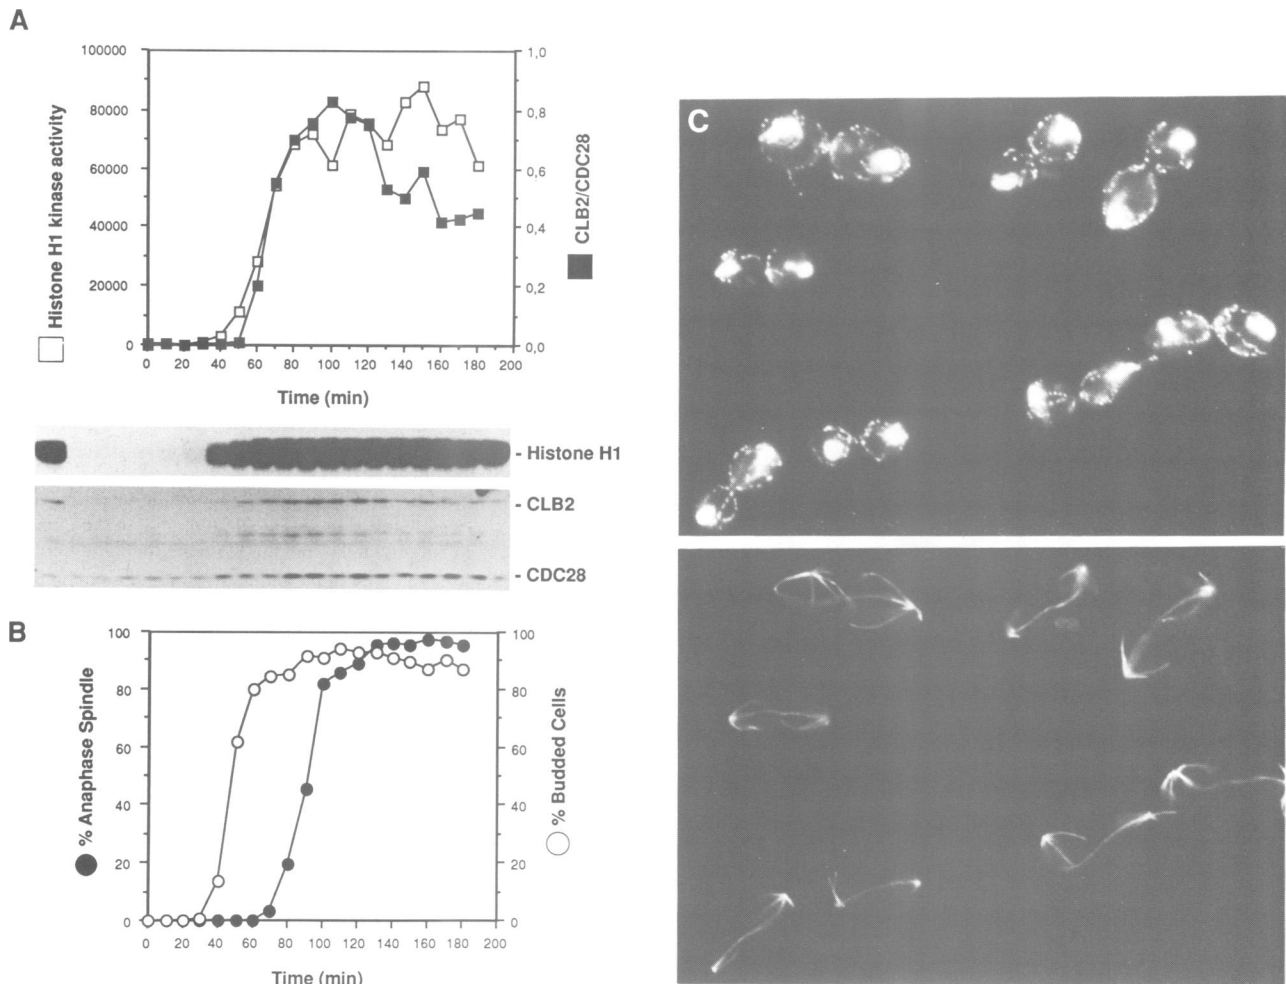 A
100000
80000
60000
40000
20000
0
Histone H1 kinase activity
1,0
0,8
0,6
0,4
0,2
0,0
CLB2/CDC28
0 20 40 60 80 100 120 140 160 180 200
Time (min)
- Histone H1
- CLB2
- CDC28
B
100
80
60
40
20
0
% Anaphase Spindle
100
80
60
40
20
0
% Budded Cells
0 20 40 60 80 100 120 140 160 180 200
Time (min)
C